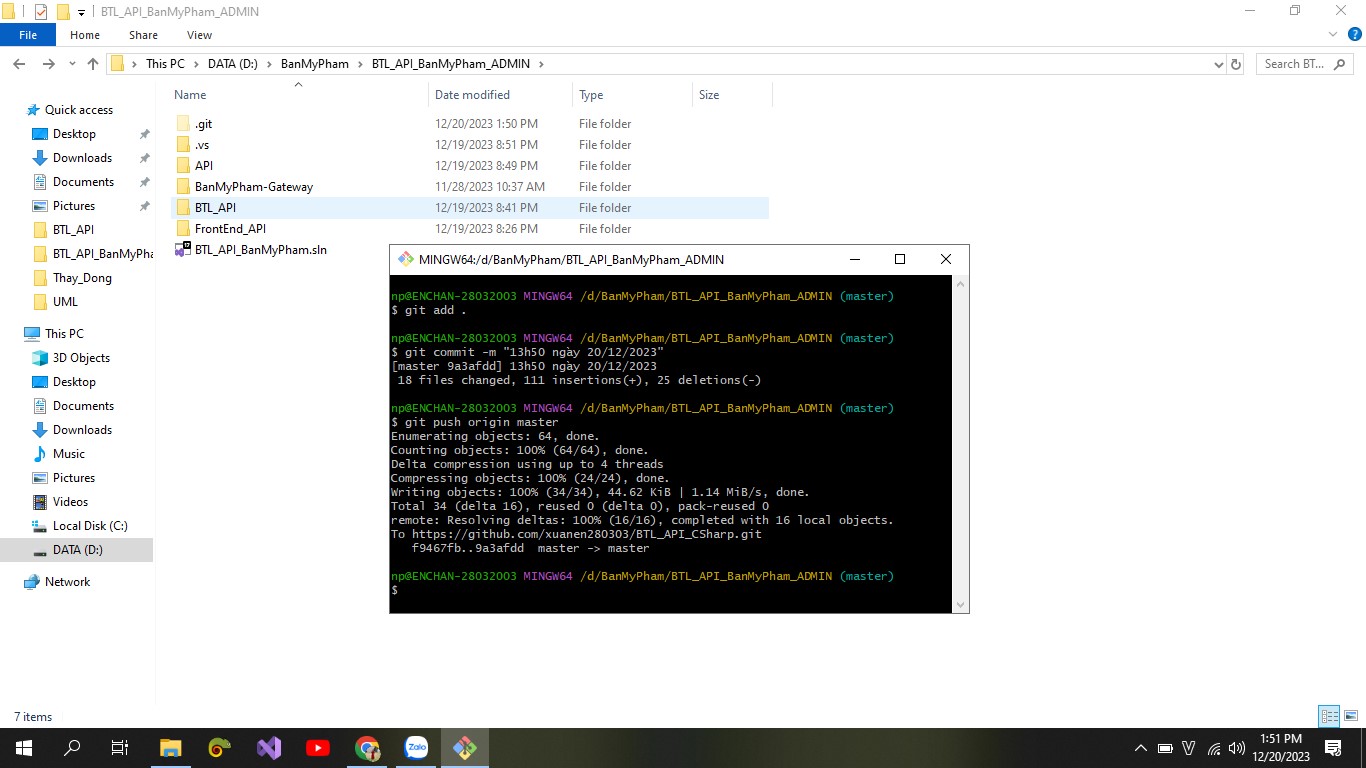 BTL_API_BanMyPham_ADMIN
File Home Share View
This PC DATA (D:) BanMyPham BTL_API_BanMyPham_ADMIN
Search BT...
Name Date modified Type Size
Quick access
Desktop
Downloads
Documents
Pictures
BTL_API
BTL_API_BanMyPha
Thay_Dong
UML
This PC
3D Objects
Desktop
Documents
Downloads
Music
Pictures
Videos
Local Disk (C:)
DATA (D:)
Network
.git 12/20/2023 1:50 PM File folder
.vs 12/19/2023 8:51 PM File folder
API 12/19/2023 8:49 PM File folder
BanMyPham-Gateway 11/28/2023 10:37 AM File folder
BTL_API 12/19/2023 8:41 PM File folder
FrontEnd_API 12/19/2023 8:26 PM File folder
BTL_API_BanMyPham.sln
MINGW64:/d/BanMyPham/BTL_API_BanMyPham_ADMIN
np@ENCHAN-28032003 MINGW64 /d/BanMyPham/BTL_API_BanMyPham_ADMIN (master)
$ git add .
np@ENCHAN-28032003 MINGW64 /d/BanMyPham/BTL_API_BanMyPham_ADMIN (master)
$ git commit -m "13h50 ngày 20/12/2023"
[master 9a3afdd] 13h50 ngày 20/12/2023
18 files changed, 111 insertions(+), 25 deletions(-)
np@ENCHAN-28032003 MINGW64 /d/BanMyPham/BTL_API_BanMyPham_ADMIN (master)
$ git push origin master
Enumerating objects: 64, done.
Counting objects: 100% (64/64), done.
Delta compression using up to 4 threads
Compressing objects: 100% (24/24), done.
Writing objects: 100% (34/34), 44.62 KiB | 1.14 MiB/s, done.
Total 34 (delta 16), reused 0 (delta 0), pack-reused 0
remote: Resolving deltas: 100% (16/16), completed with 16 local objects.
To https://github.com/xuanen280303/BTL_API_CSharp.git
f9467fb..9a3afdd master -> master
np@ENCHAN-28032003 MINGW64 /d/BanMyPham/BTL_API_BanMyPham_ADMIN (master)
$
7 items
Zalo
V
1:51 PM
12/20/2023